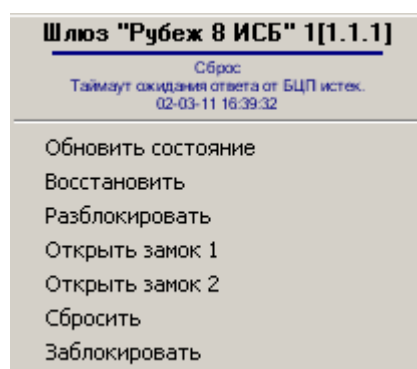 Шлюз "Рубеж 8 ИСБ" 1[1.1.1]
Сброс
Таймаут ожидания ответа от БЦП истек.
02-03-11 16:39:32
Обновить состояние
Восстановить
Разблокировать
Открыть замок 1
Открыть замок 2
Сбросить
Заблокировать